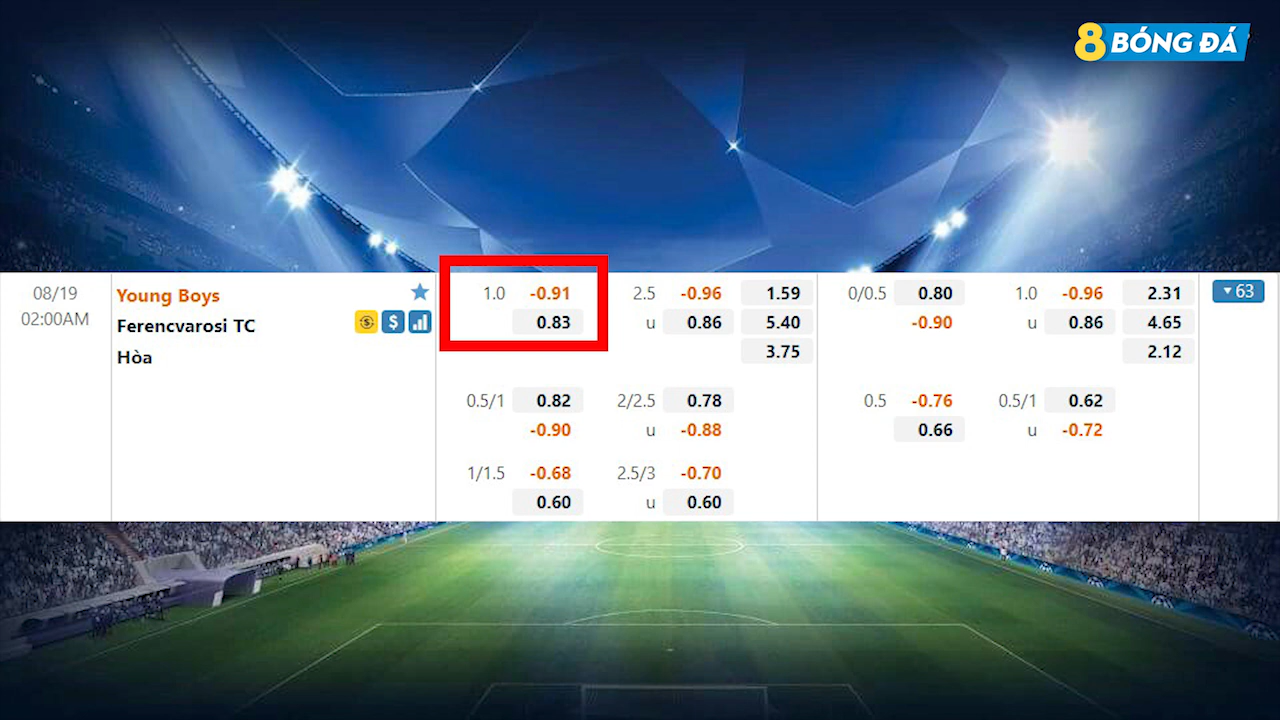 8 BÓNG ĐÁ
08/19 Young Boys 1.0 -0.91 2.5 -0.96 1.59 0/0.5 0.80 1.0 -0.96 2.31 63
02:00AM Ferencvarosi TC $ $ 0.83 u 0.86 5.40 -0.90 u 0.86 4.65
Hòa 3.75 2.12
0.5/1 0.82 2/2.5 0.78 0.5 -0.76 0.5/1 0.62
-0.90 u -0.88 0.66 u -0.72
1/1.5 -0.68 2.5/3 -0.70
0.60 u 0.60